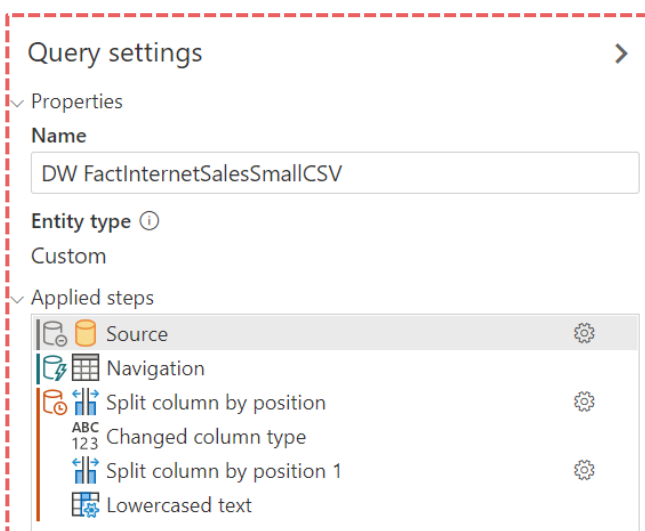 Query settings
Properties
Name
DW FactInternetSalesSmallCSV
Entity type
Custom
Applied steps
Source
Navigation
Split column by position
ABC
123 Changed column type
Split column by position 1
Lowercased text